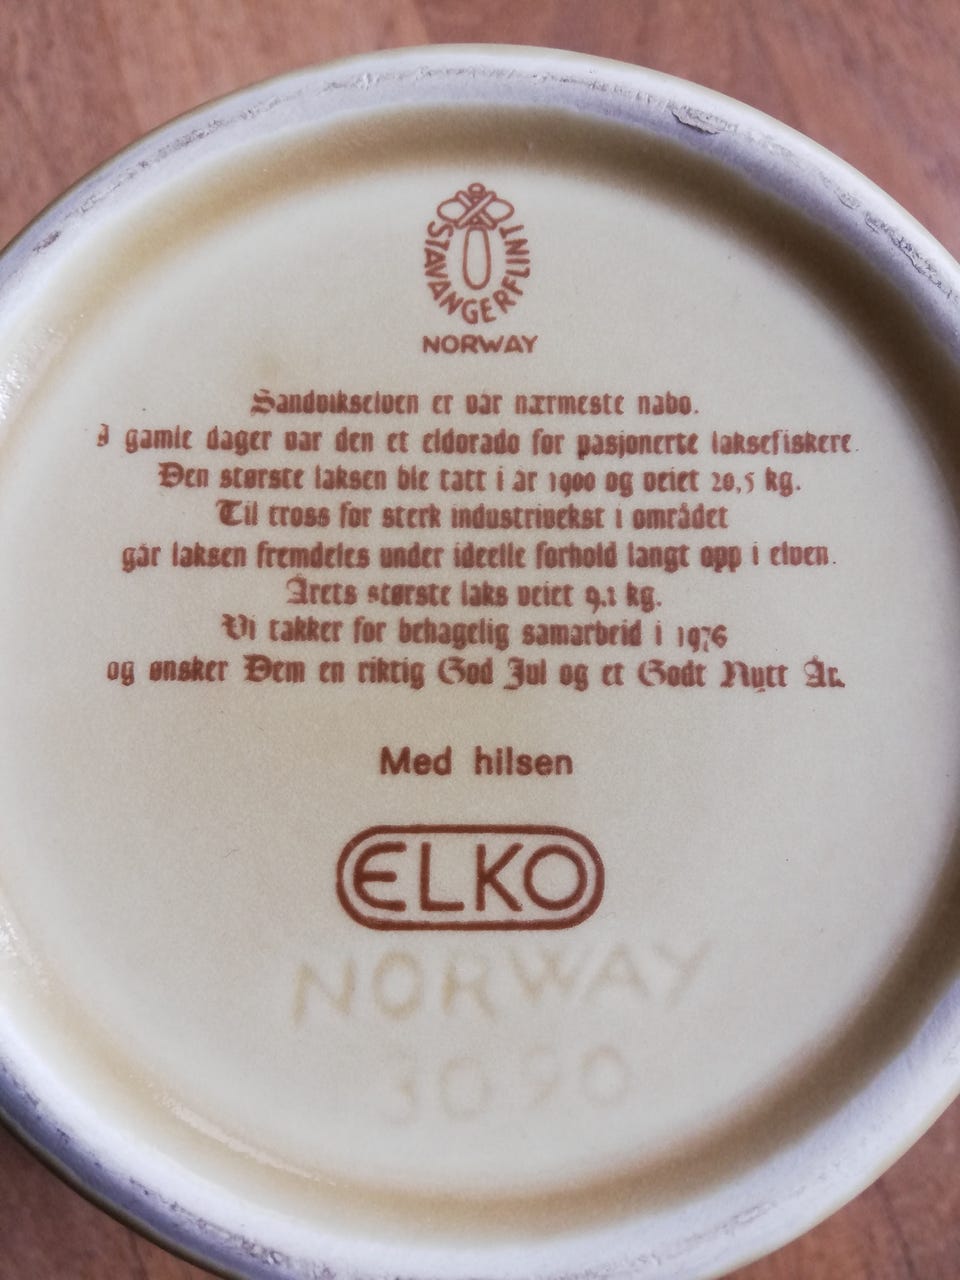 STAVANGERFLINT
NORWAY
Sandvikselven er vår nærmeste nabo.
I gamle dager var den et eldorado for pasjonerte laksefiskere.
Den største laksen ble tatt i år 1900 og veiet 20,5 kg.
Til tross for sterk industrivekst i området
går laksen fremdeles under ideelle forhold langt opp i elven.
Årets største laks veiet 9,1 kg.
Vi takker for behagelig samarbeid i 1976
og ønsker Dem en riktig God Jul og et Godt Nytt År.
Med hilsen
ELKO
NORWAY
3090